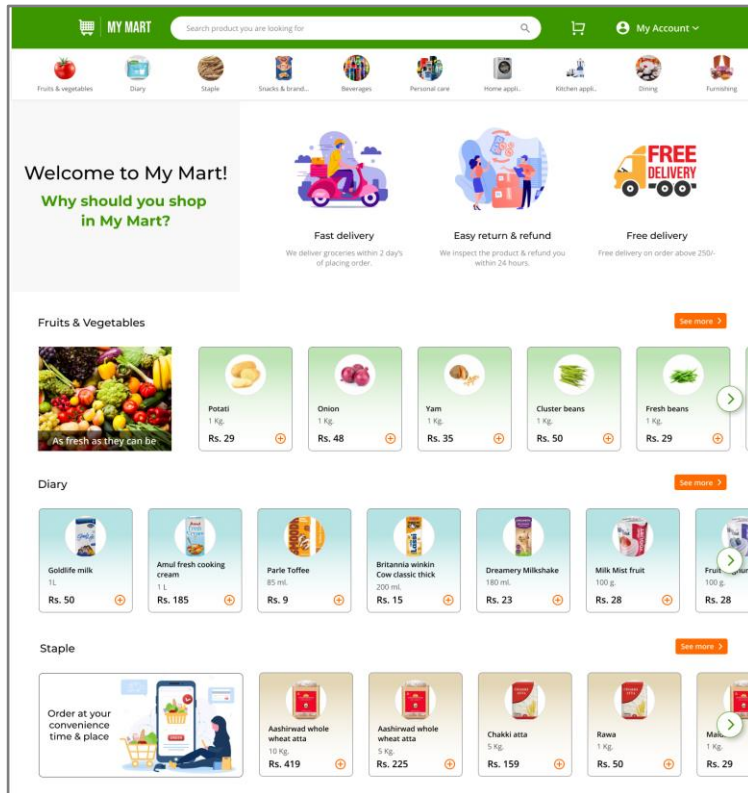 MY MART
Search product you are looking for
My Account
Fruits & vegetables
Diary
Staple
Snacks & brand...
Beverages
Personal care
Home appli..
Kitchen appli..
Dining
Furnishing
Welcome to My Mart!
Why should you shop
in My Mart?
FREE
DELIVERY
Fast delivery
We deliver groceries within 2 day's
of placing order.
Easy return & refund
We inspect the product & refund you
within 24 hours.
Free delivery
Free delivery on order above 250/-
Fruits & Vegetables
See more
As fresh as they can be
Potati
1 Kg.
Rs. 29
Onion
1 Kg.
Rs. 48
Yam
1 Kg.
Rs. 35
Cluster beans
1 Kg.
Rs. 50
Fresh beans
1 Kg.
Rs. 29
Diary
See more
Goldlife milk
1L
Rs. 50
Amul fresh cooking
cream
1 L
Rs. 185
Parle Toffee
85 ml.
Rs. 9
Britannia winkin
Cow classic thick
200 ml.
Rs. 15
Dreamery Milkshake
180 ml.
Rs. 23
Milk Mist fruit
100 g.
Rs. 28
Fruit
100 g.
Rs. 28
Staple
See more
Order at your
convenience
time & place
Aashirwad whole
wheat atta
10 Kg.
Rs. 419
Aashirwad whole
wheat atta
5 Kg.
Rs. 225
Chakki atta
5 Kg.
Rs. 159
Rawa
1 Kg.
Rs. 50
1 Kg.
Rs. 29